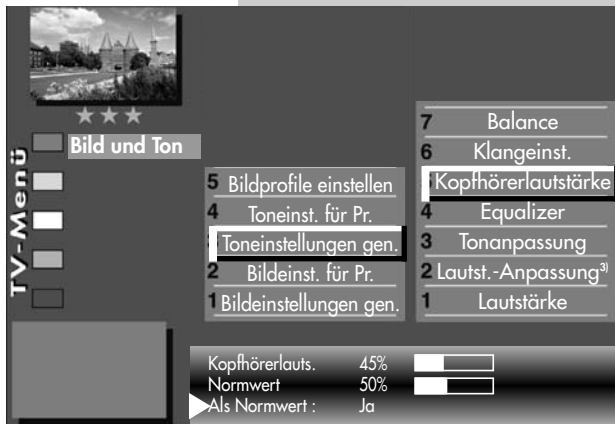 TV-Menü
Bild und Ton
5 Bildprofile einstellen
4 Toneinst. für Pr.
3 Toneinstellungen gen.
2 Bildeinst. für Pr.
1 Bildeinstellungen gen.
7 Balance
6 Klangeinst.
5 Kopfhörerlautstärke
4 Equalizer
3 Tonanpassung
2 Lautst.-Anpassung³⁾
1 Lautstärke
Kopfhörerlauts. 45%
Normwert 50%
Als Normwert : Ja